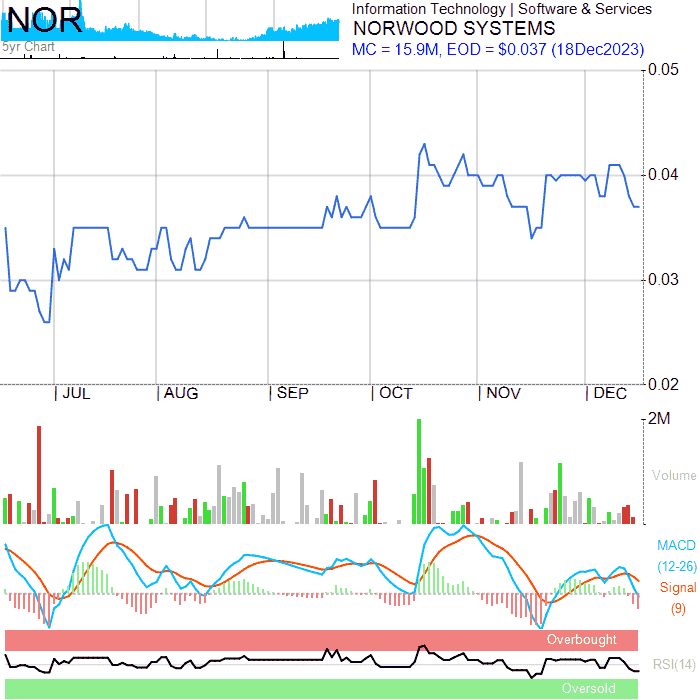 NOR
5yr Chart
Information Technology | Software & Services
NORWOOD SYSTEMS
MC = 15.9M, EOD = $0.037 (18Dec2023)
0.05
0.04
0.03
0.02
JUL AUG SEP OCT NOV DEC
2M
Volume
MACD
(12-26)
Signal
(9)
Overbought
RSI(14)
Oversold